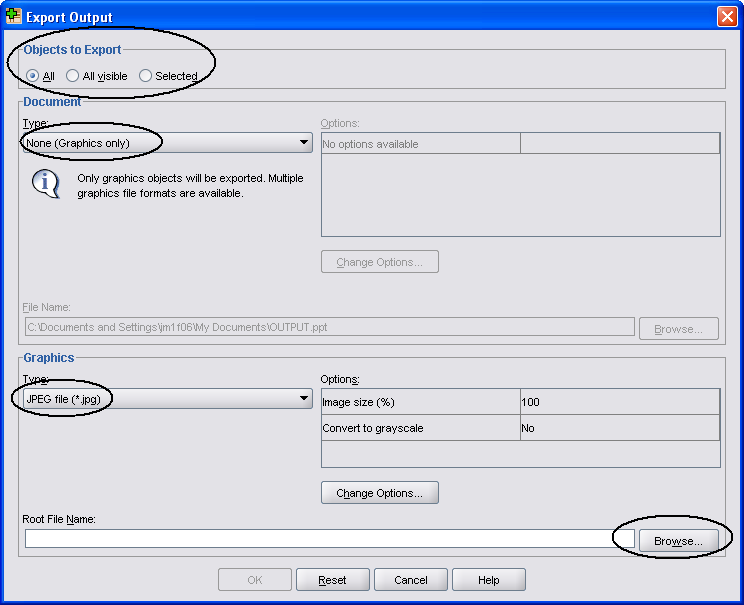 Export Output
Objects to Export
All All visible Selected
Document
Type:
None (Graphics only)
Only graphics objects will be exported. Multiple
graphics file formats are available.
Options:
No options available
Change Options...
File Name:
C:\Documents and Settings\jm1f06\My Documents\OUTPUT.ppt Browse...
Graphics
Type:
JPEG file (*.jpg)
Options:
Image size (%) 100
Convert to grayscale No
Change Options...
Root File Name:
Browse...
OK Reset Cancel Help